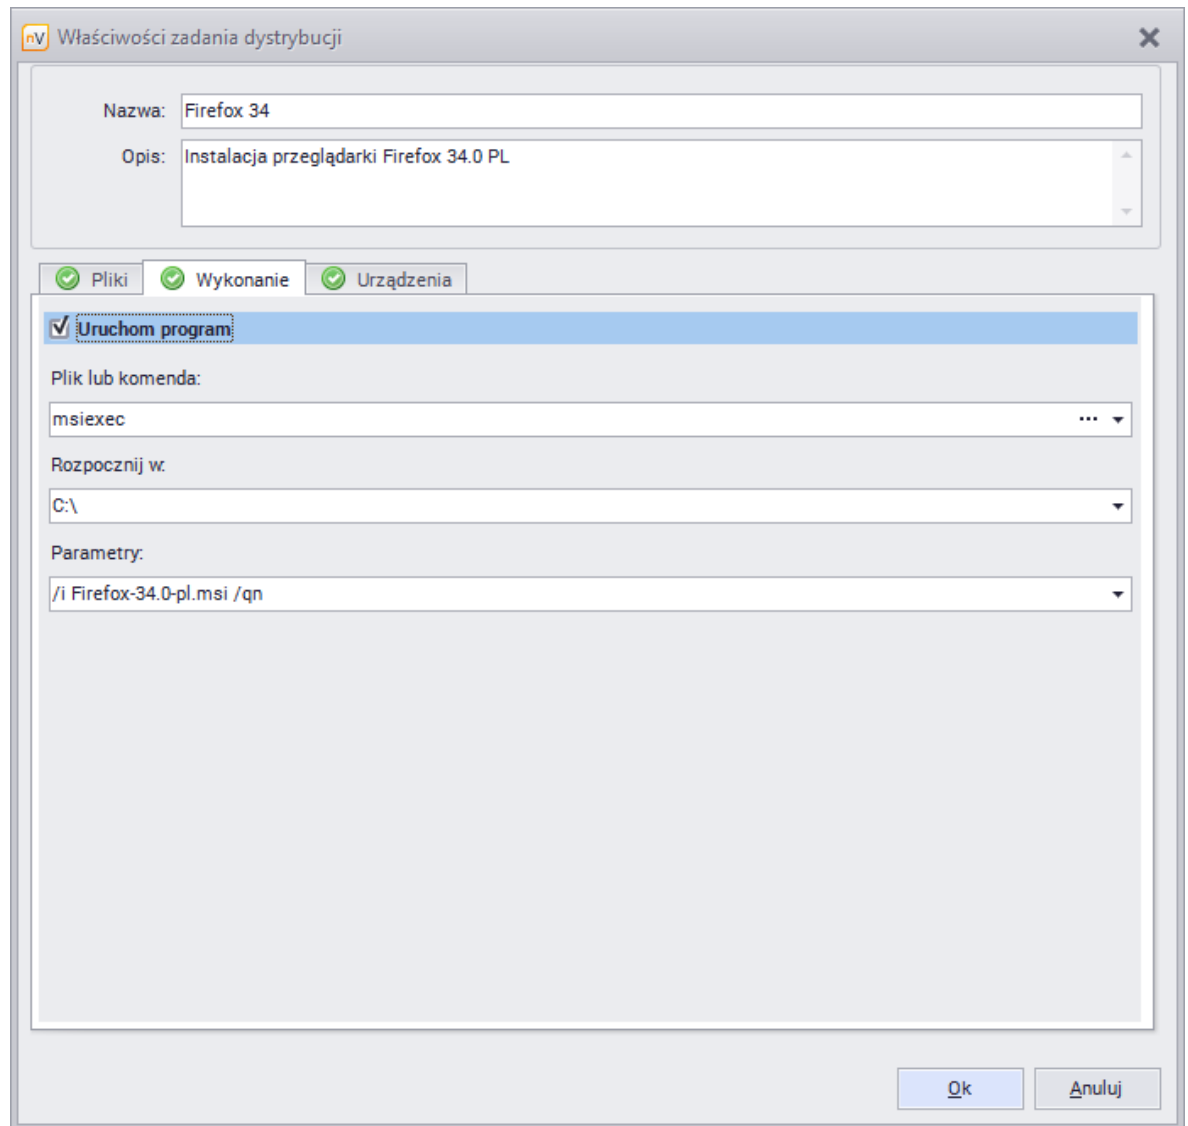 nV Właściwości zadania dystrybucji
Nazwa: Firefox 34
Opis: Instalacja przeglądarki Firefox 34.0 PL
Pliki Wykonanie Urządzenia
Uruchom program
Plik lub komenda:
msiexec ...
Rozpocznij w:
C:\
Parametry:
/i Firefox-34.0-pl.msi /qn
Ok Anuluj